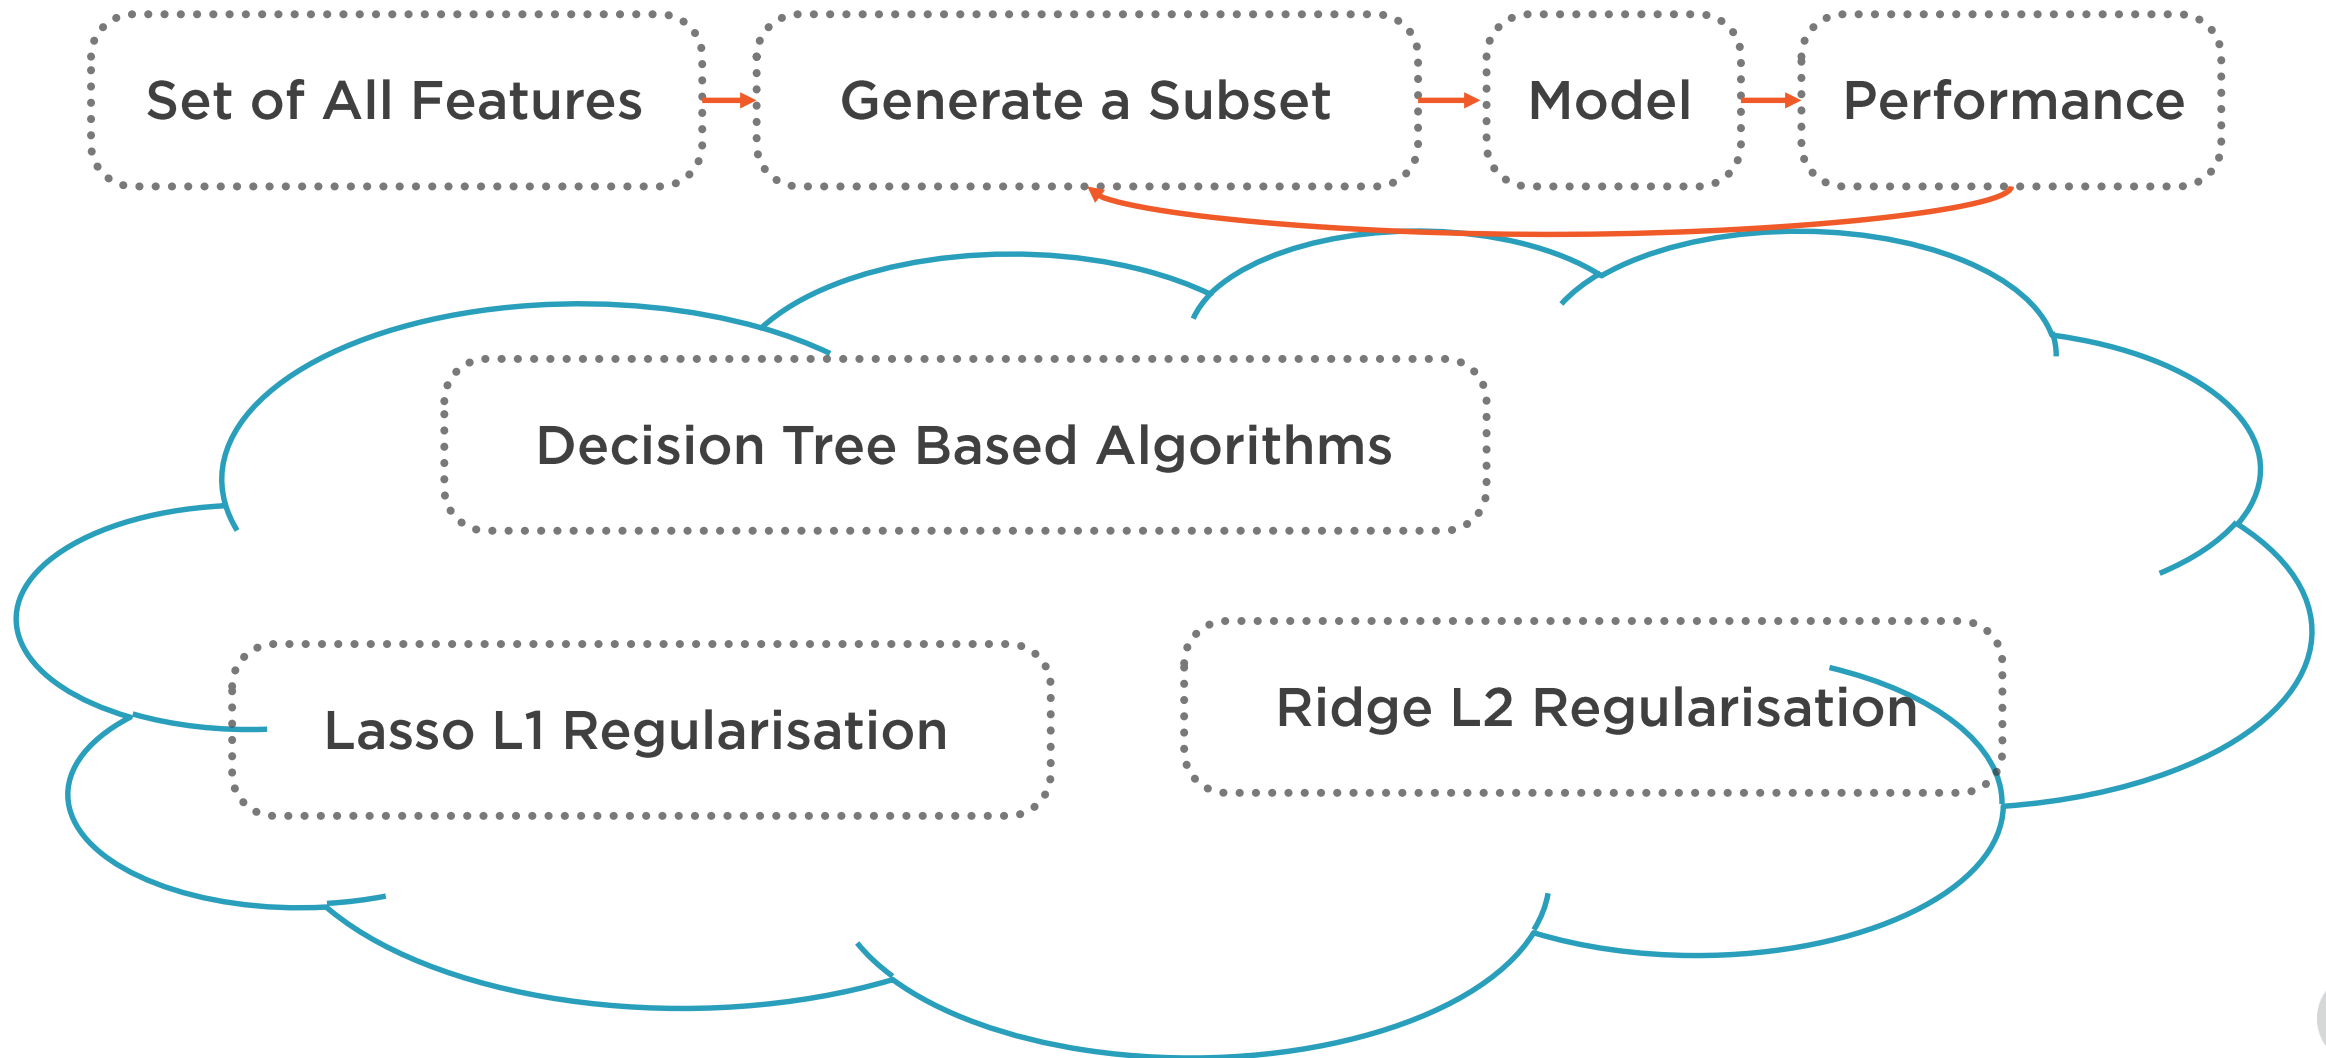 Set of All Features
Generate a Subset
Model
Performance
Decision Tree Based Algorithms
Lasso L1 Regularisation
Ridge L2 Regularisation